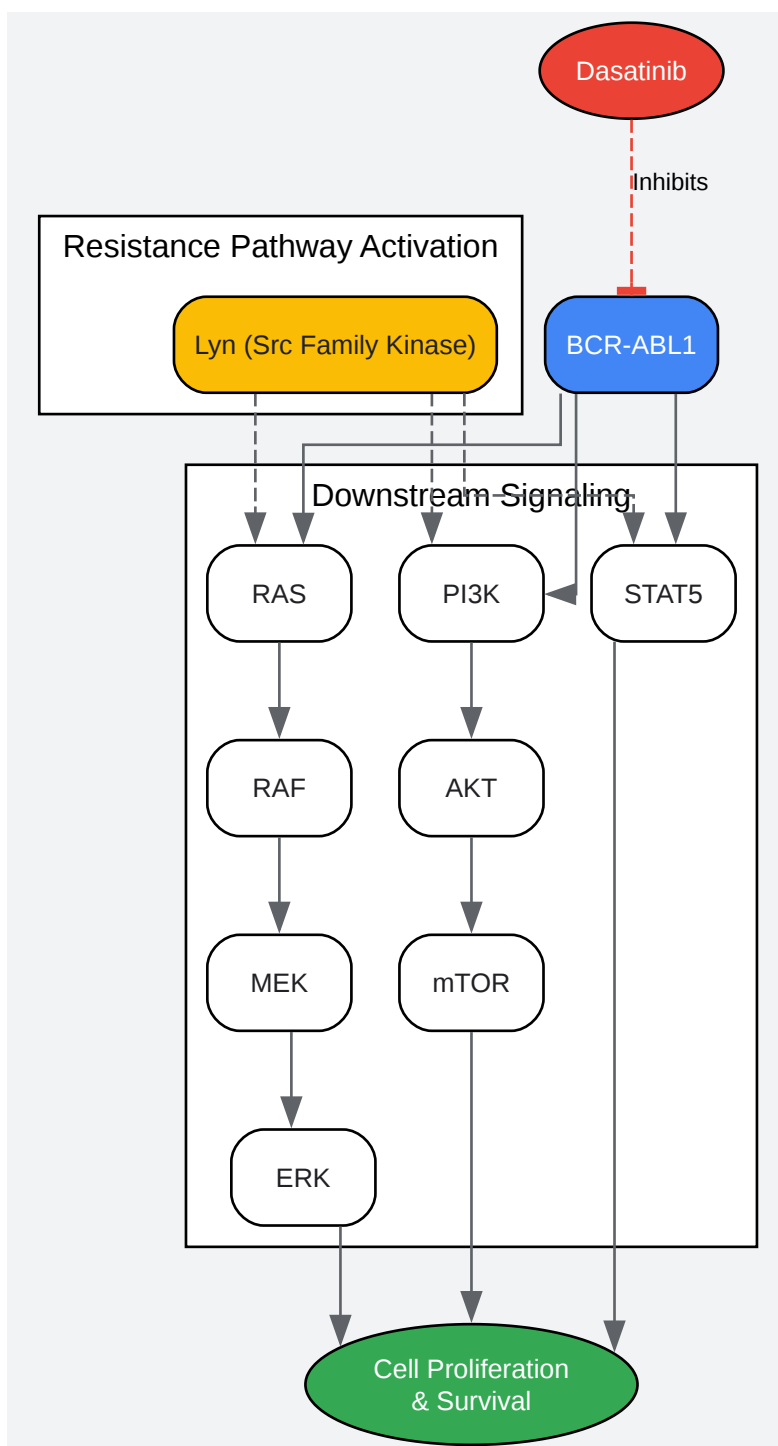 Dasatinib
Inhibits
Resistance Pathway Activation
Lyn (Src Family Kinase)
BCR-ABL1
Downstream Signaling
RAS
PI3K
STAT5
RAF
AKT
MEK
mTOR
ERK
Cell Proliferation
& Survival